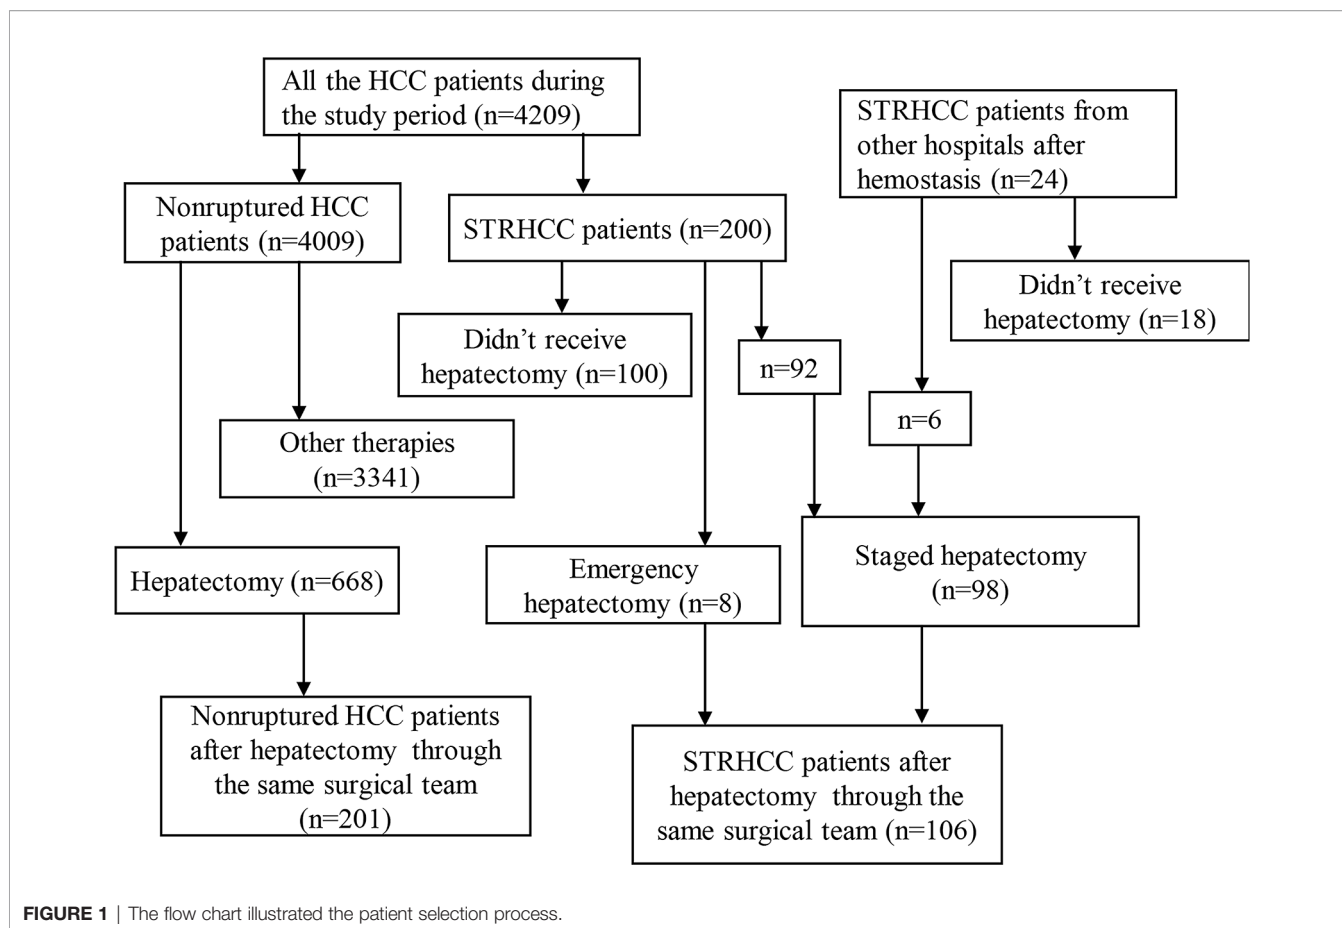 All the HCC patients during
the study period (n=4209)
STRHCC patients from
other hospitals after
hemostasis (n=24)
Nonruptured HCC
patients (n=4009)
STRHCC patients (n=200)
Didn’t receive
hepatectomy (n=18)
Didn’t receive
hepatectomy (n=100)
n=92
n=6
Other therapies
(n=3341)
Hepatectomy (n=668)
Emergency
hepatectomy (n=8)
Staged hepatectomy
(n=98)
Nonruptured HCC patients
after hepatectomy through
the same surgical team
(n=201)
STRHCC patients after
hepatectomy through the
same surgical team (n=106)
FIGURE 1 | The flow chart illustrated the patient selection process.